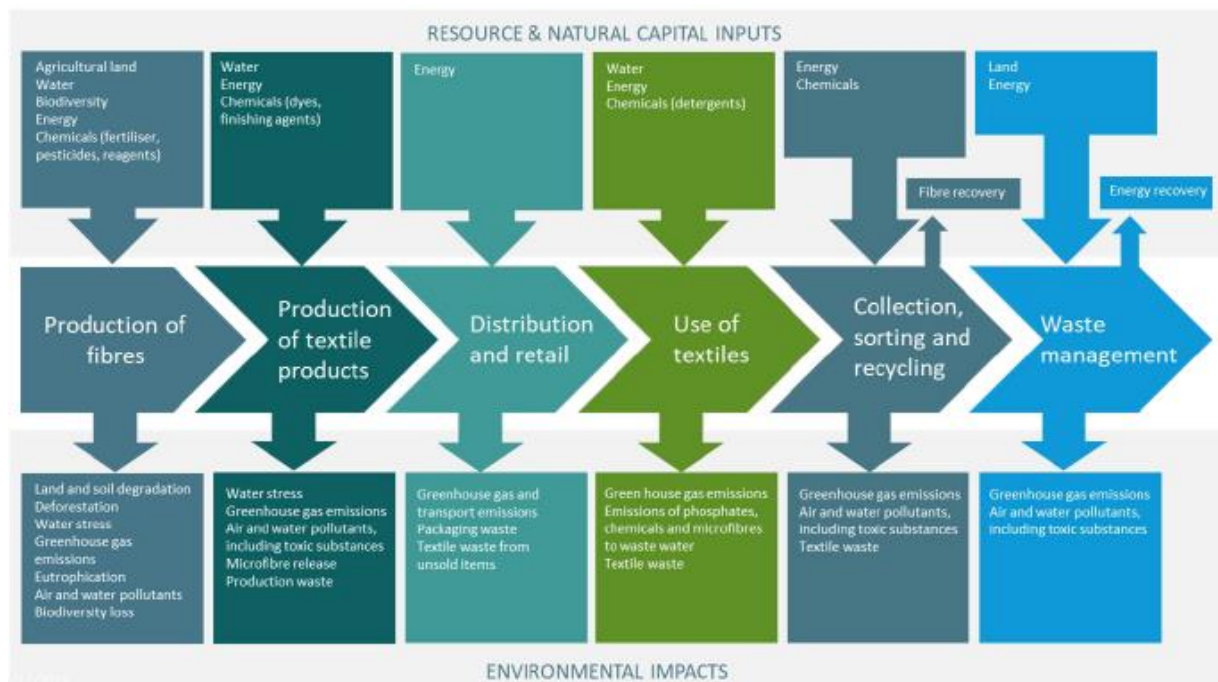 RESOURCE & NATURAL CAPITAL INPUTS
Agricultural land
Water
Biodiversity
Energy
Chemicals (fertiliser,
pesticides, reagents)
Water
Energy
Chemicals (dyes,
finishing agents)
Energy
Water
Energy
Chemicals (detergents)
Energy
Chemicals
Land
Energy
Fibre recovery
Energy recovery
Production of
fibres
Production
of textile
products
Distribution
and retail
Use of
textiles
Collection,
sorting and
recycling
Waste
management
Land and soil degradation
Deforestation
Water stress
Greenhouse gas
emissions
Eutrophication
Air and water pollutants
Biodiversity loss
Water stress
Greenhouse gas emissions
Air and water pollutants,
including toxic substances
Microfibre release
Production waste
Greenhouse gas and
transport emissions
Packaging waste
Textile waste from
unsold items
Green house gas emissions
Emissions of phosphates,
chemicals and microfibres
to waste water
Textile waste
Greenhouse gas emissions
Air and water pollutants,
including toxic substances
Textile waste
Greenhouse gas emissions
Air and water pollutants,
including toxic substances
ENVIRONMENTAL IMPACTS